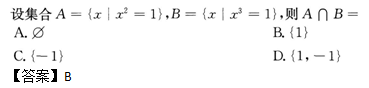 设集合 A = {x | x² = 1}, B = {x | x³ = 1}, 则 A ∩ B =
A. ∅ B. {1}
C. {−1} D. {1, −1}
【答案】B